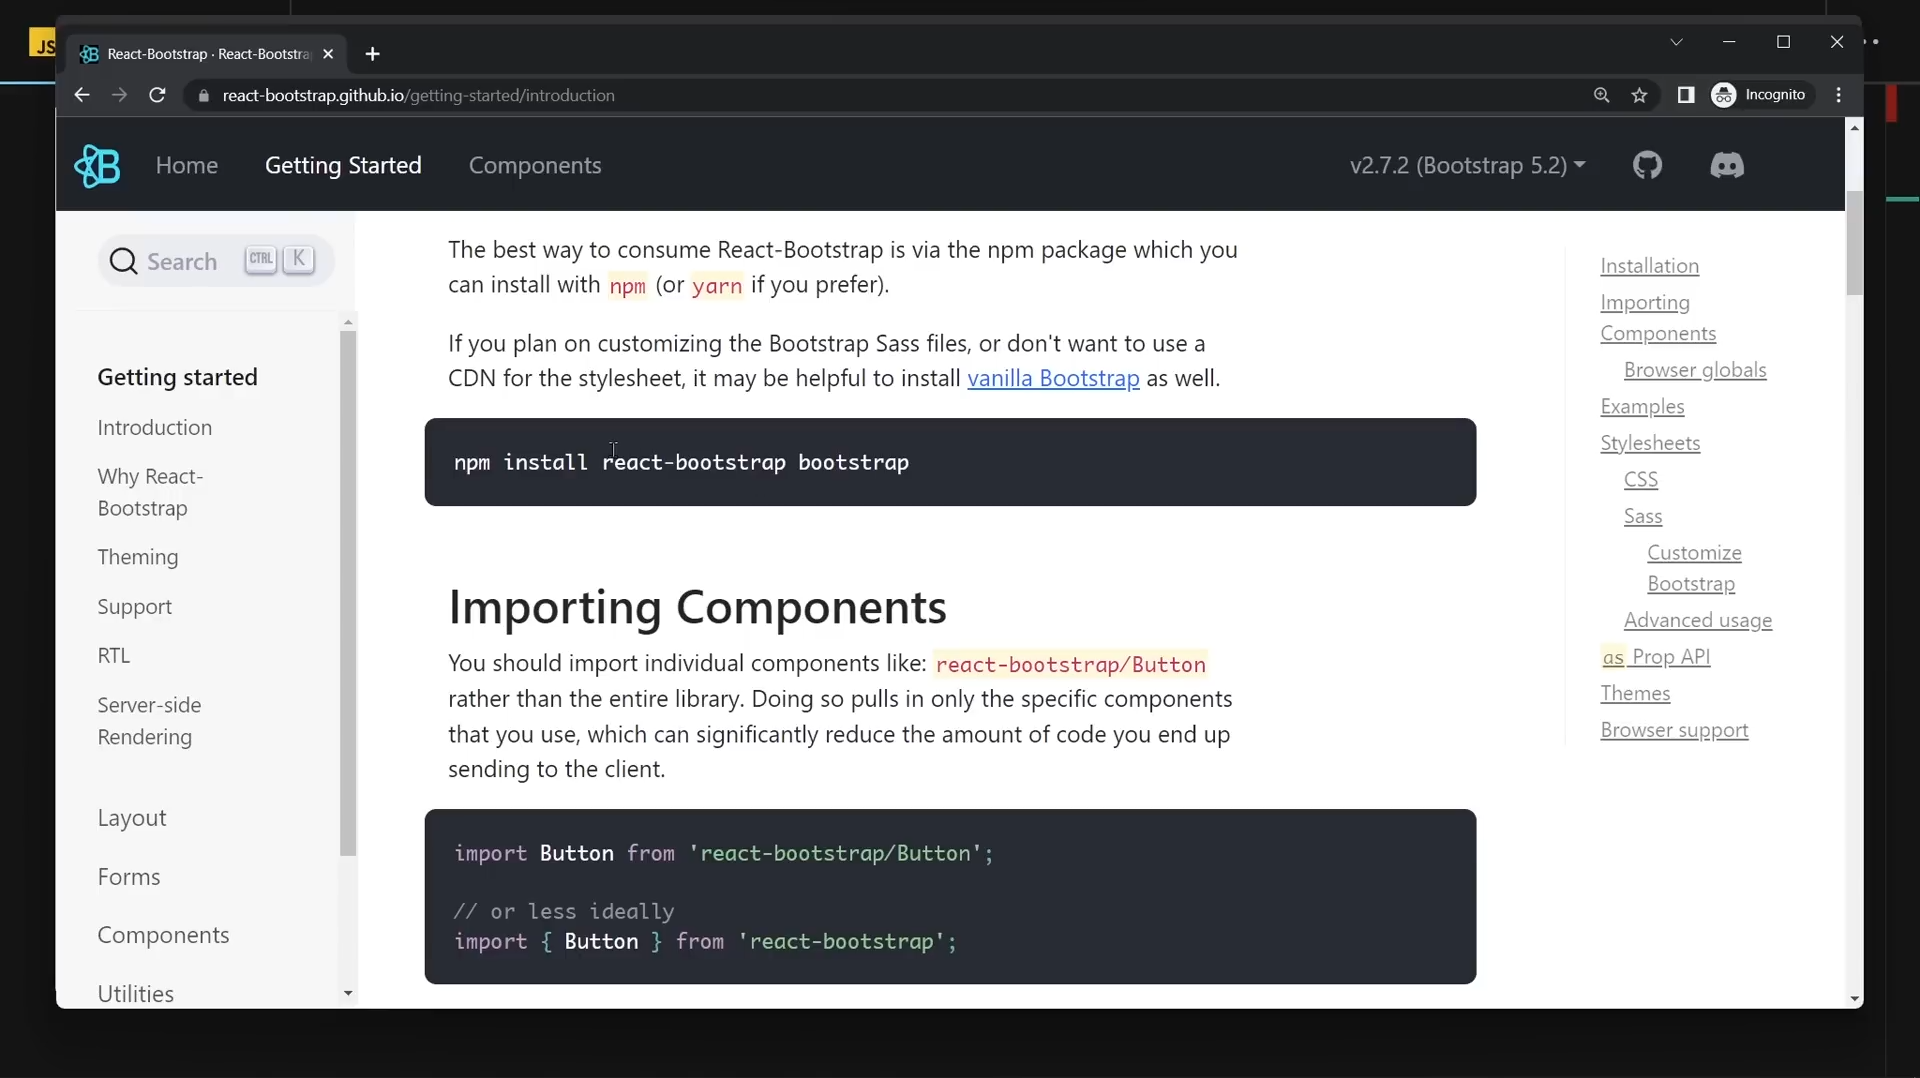 JS
React-Bootstrap · React-Bootstra
react-bootstrap.github.io/getting-started/introduction
Incognito
B
Home
Getting Started
Components
v2.7.2 (Bootstrap 5.2)
Search
CTRL
K
Getting started
Introduction
Why React-
Bootstrap
Theming
Support
RTL
Server-side
Rendering
Layout
Forms
Components
Utilities
The best way to consume React-Bootstrap is via the npm package which you
can install with npm (or yarn if you prefer).
If you plan on customizing the Bootstrap Sass files, or don't want to use a
CDN for the stylesheet, it may be helpful to install vanilla Bootstrap as well.
npm install react-bootstrap bootstrap
Importing Components
You should import individual components like: react-bootstrap/Button
rather than the entire library. Doing so pulls in only the specific components
that you use, which can significantly reduce the amount of code you end up
sending to the client.
import Button from 'react-bootstrap/Button';
// or less ideally
import { Button } from 'react-bootstrap';
Installation
Importing
Components
Browser globals
Examples
Stylesheets
CSS
Sass
Customize
Bootstrap
Advanced usage
as Prop API
Themes
Browser support